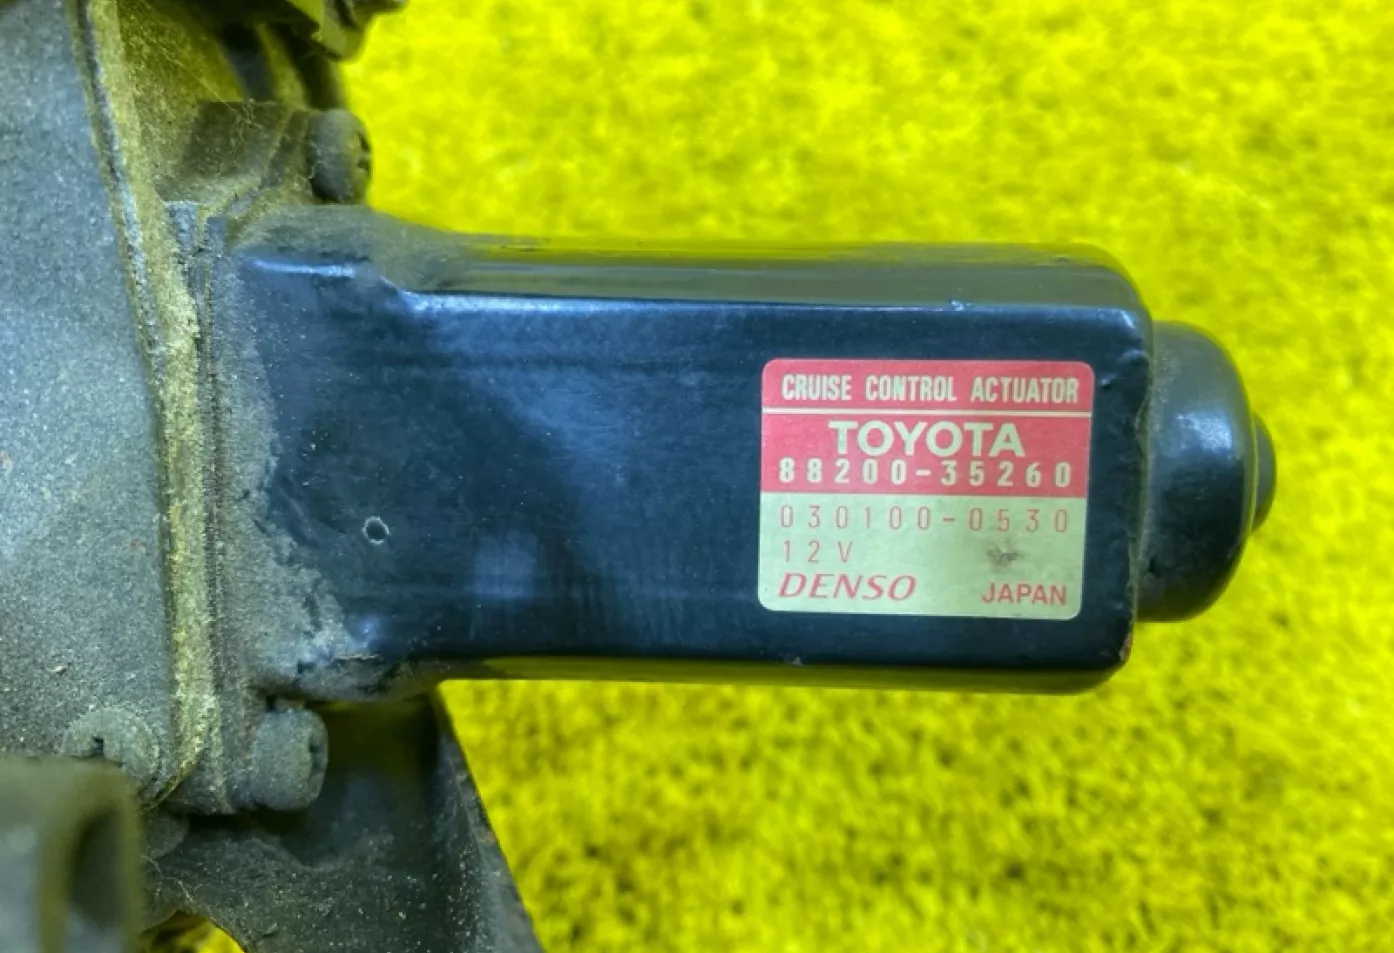 CRUISE CONTROL ACTUATOR
TOYOTA
88200-35260
030100-0530
12V
DENSO JAPAN